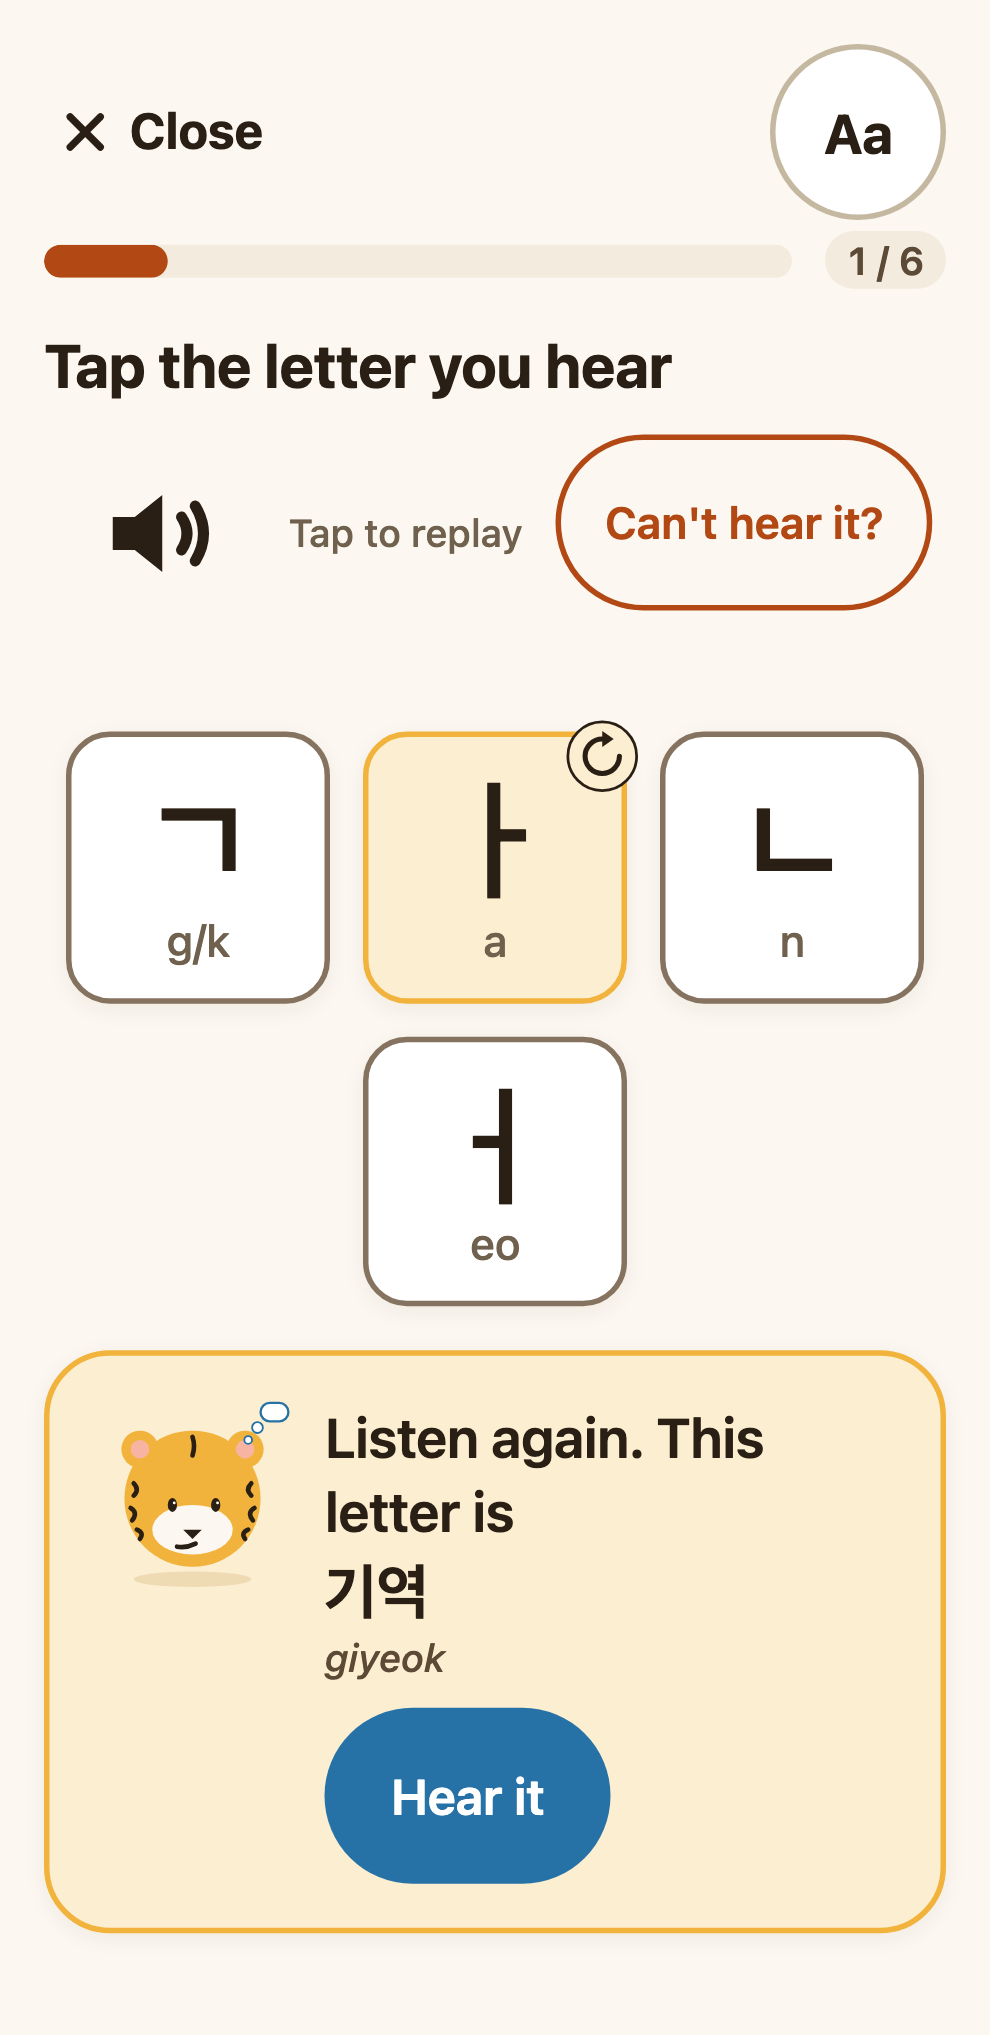 Close
Aa
1 / 6
Tap the letter you hear
Tap to replay
Can't hear it?
ㄱ
g/k
ㅏ
a
ㄴ
n
ㅓ
eo
Listen again. This
letter is
기역
giyeok
Hear it